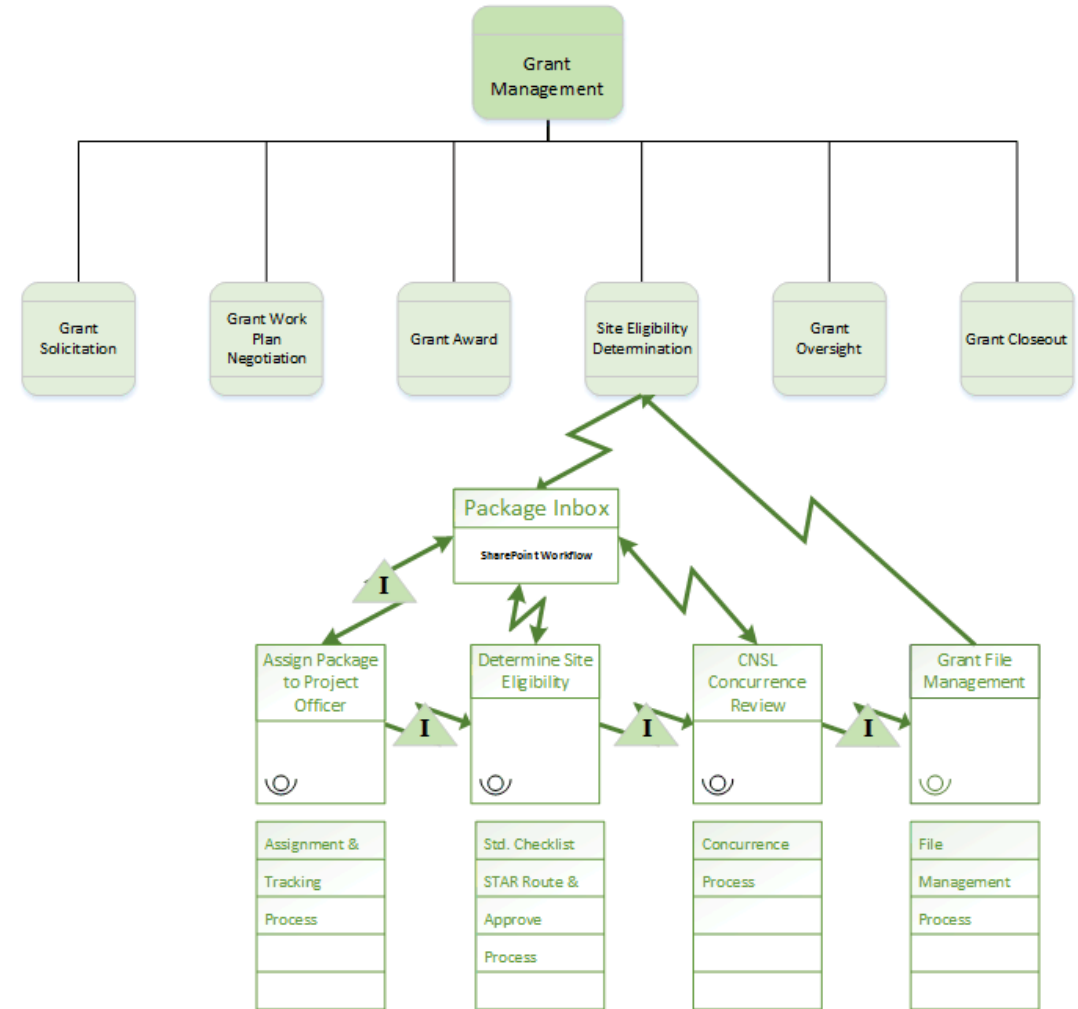 Grant
Management
Grant
Solicitation
Grant Work
Plan
Negotiation
Grant Award
Site Eligibility
Determination
Grant
Oversight
Grant Closeout
Package Inbox
SharePoint Workflow
I
Assign Package
to Project
Officer
Determine Site
Eligibility
CNSL
Concurrence
Review
Grant File
Management
I
I
I
Assignment &
Tracking
Process
Std. Checklist
STAR Route &
Approve
Process
Concurrence
Process
File
Management
Process